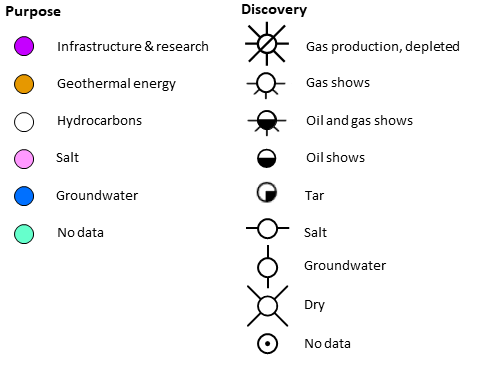 Purpose
Infrastructure & research
Geothermal energy
Hydrocarbons
Salt
Groundwater
No data
Discovery
Gas production, depleted
Gas shows
Oil and gas shows
Oil shows
Tar
Salt
Groundwater
Dry
No data